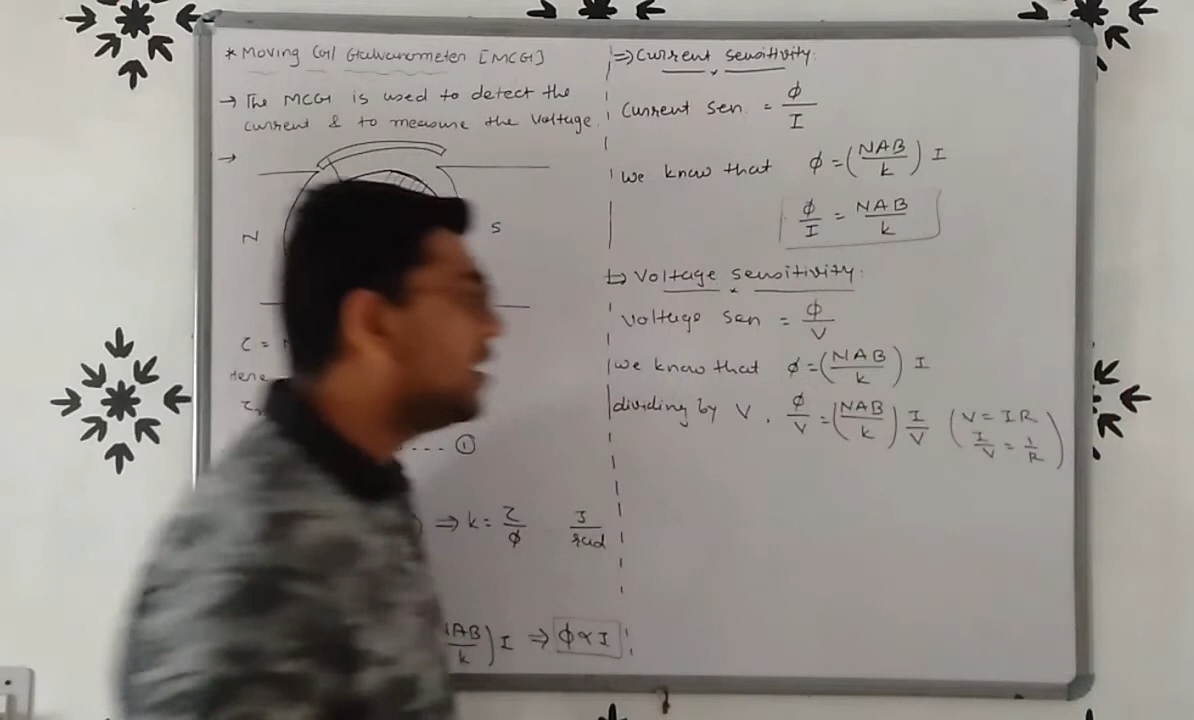 * Moving Coil Galvanometer [MCG]
→ The MCG is used to detect the
current & to measure the voltage.
→
N S
τ =
Here
.... ①
⇒ k = τ/φ J/rad
NAB/k) I ⇒ φ ∝ I
⇒ Current sensitivity:
Current sen. = φ/I
we know that φ = (NAB/k) I
φ/I = NAB/k
↳ Voltage sensitivity:
Voltage sen = φ/V
we know that φ = (NAB/k) I
dividing by V, φ/V = (NAB/k) I/V (V = IR
I/V = 1/R)